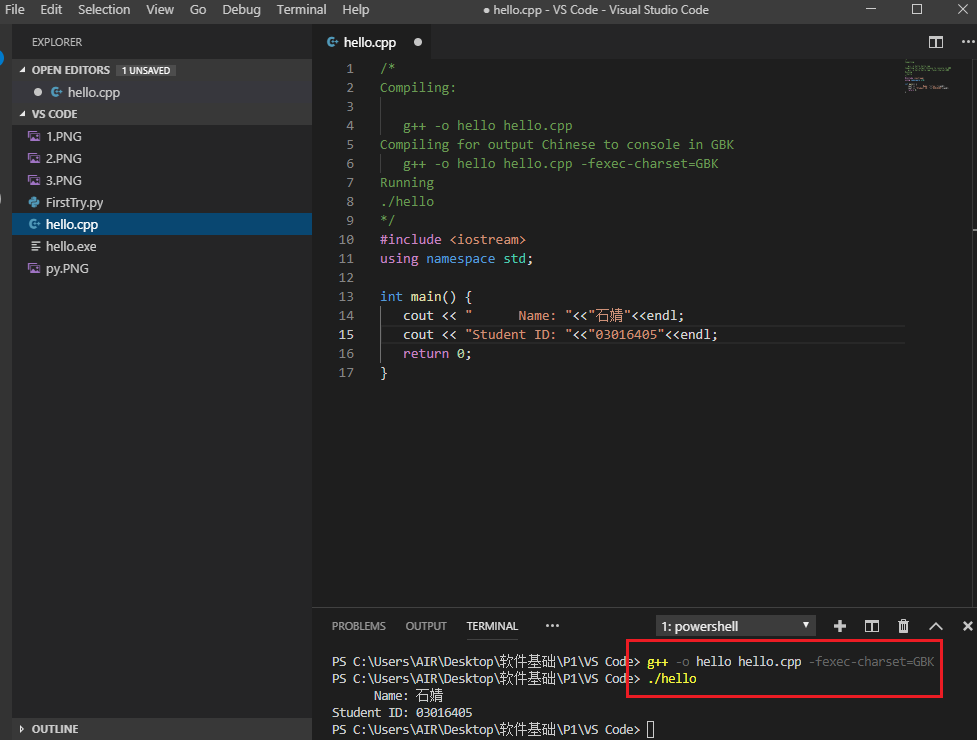 File Edit Selection View Go Debug Terminal Help ● hello.cpp - VS Code - Visual Studio Code
EXPLORER
OPEN EDITORS 1 UNSAVED
hello.cpp
VS CODE
1.PNG
2.PNG
3.PNG
FirstTry.py
hello.cpp
hello.exe
py.PNG
OUTLINE
hello.cpp ●
1 /*
2 Compiling:
3
4 g++ -o hello hello.cpp
5 Compiling for output Chinese to console in GBK
6 g++ -o hello hello.cpp -fexec-charset=GBK
7 Running
8 ./hello
9 */
10 #include <iostream>
11 using namespace std;
12
13 int main() {
14 cout << "      Name: "<<"石婧"<<endl;
15 cout << "Student ID: "<<"03016405"<<endl;
16 return 0;
17 }
PROBLEMS OUTPUT TERMINAL ••• 1: powershell
PS C:\Users\AIR\Desktop\软件基础\P1\VS Code> g++ -o hello hello.cpp -fexec-charset=GBK
PS C:\Users\AIR\Desktop\软件基础\P1\VS Code> ./hello
      Name: 石婧
Student ID: 03016405
PS C:\Users\AIR\Desktop\软件基础\P1\VS Code>